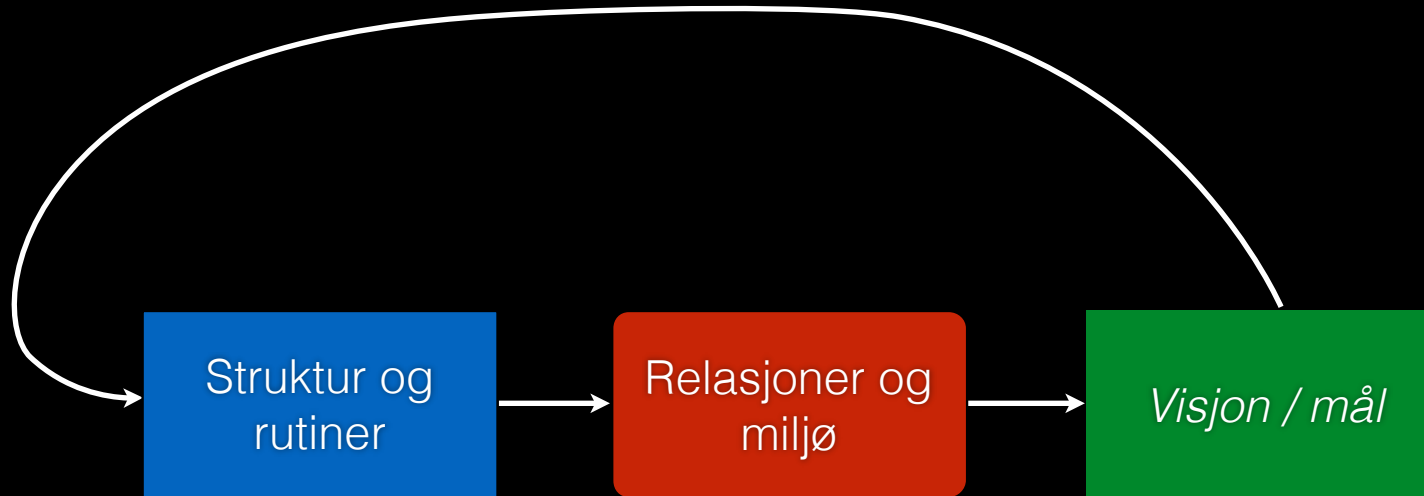 Struktur og
rutiner
Relasjoner og
miljø
Visjon / mål